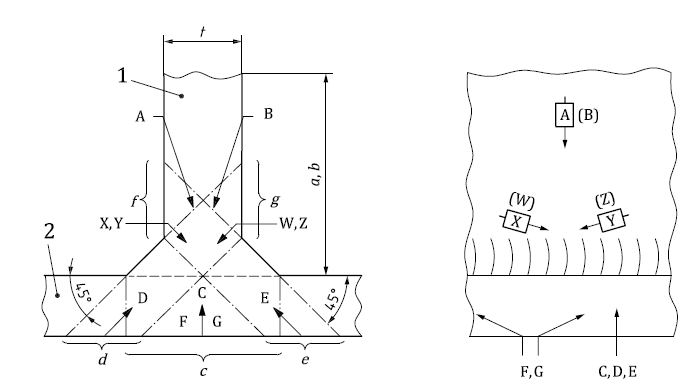 t
1
A
B
A (B)
a, b
f
g
(W)
(Z)
X
Y
X, Y
W, Z
2
45°
D
C
E
45°
F
G
d
c
e
F, G
C, D, E